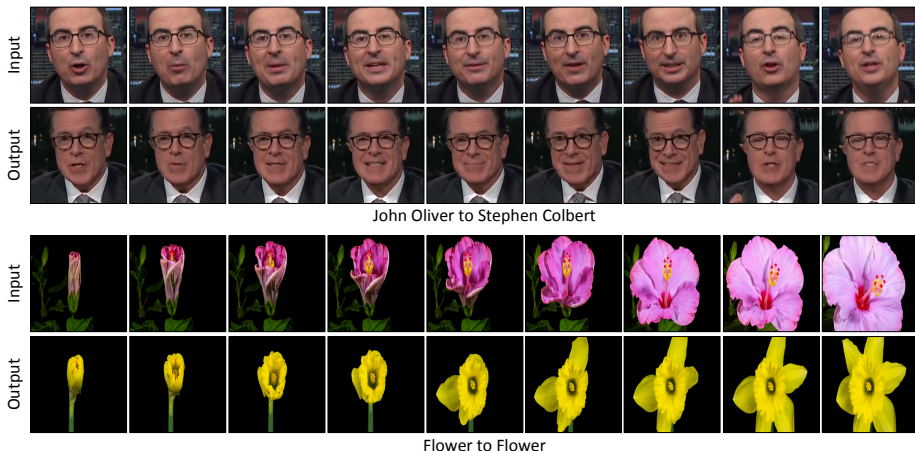 Input
Output
John Oliver to Stephen Colbert
Input
Output
Flower to Flower